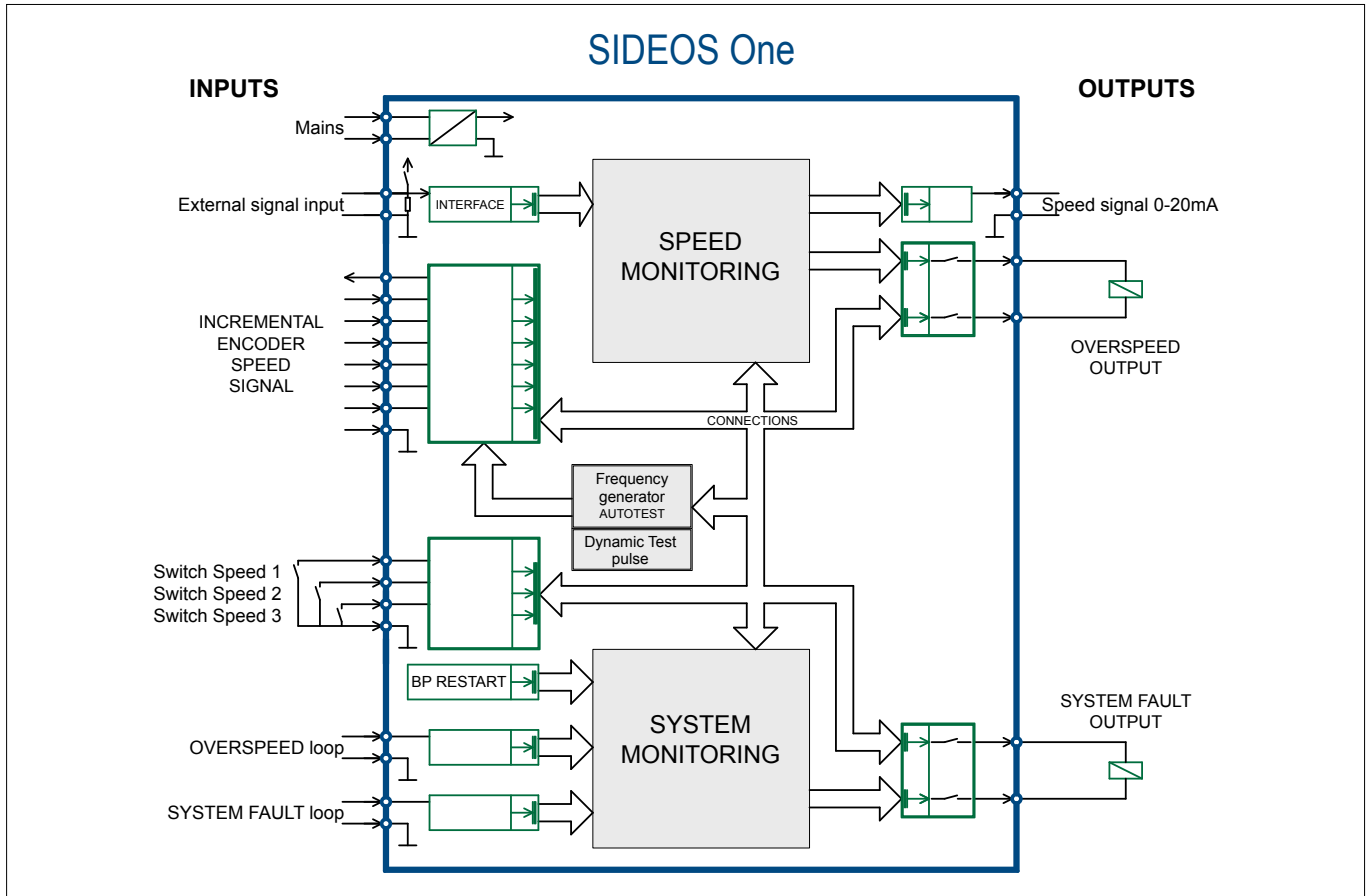 SIDEOS One
INPUTS
OUTPUTS
Mains
External signal input
INTERFACE
SPEED
MONITORING
Speed signal 0-20mA
INCREMENTAL
ENCODER
SPEED
SIGNAL
OVERSPEED
OUTPUT
CONNECTIONS
Frequency
generator
AUTOTEST
Dynamic Test
pulse
Switch Speed 1
Switch Speed 2
Switch Speed 3
BP RESTART
SYSTEM
MONITORING
SYSTEM FAULT
OUTPUT
OVERSPEED loop
SYSTEM FAULT loop